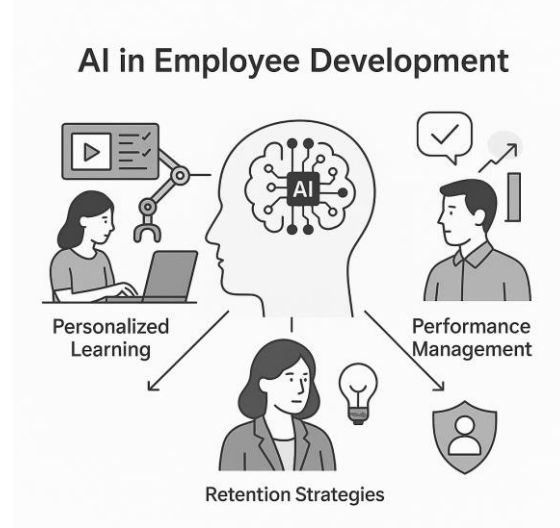 AI in Employee Development
AI
Personalized
Learning
Performance
Management
Retention Strategies